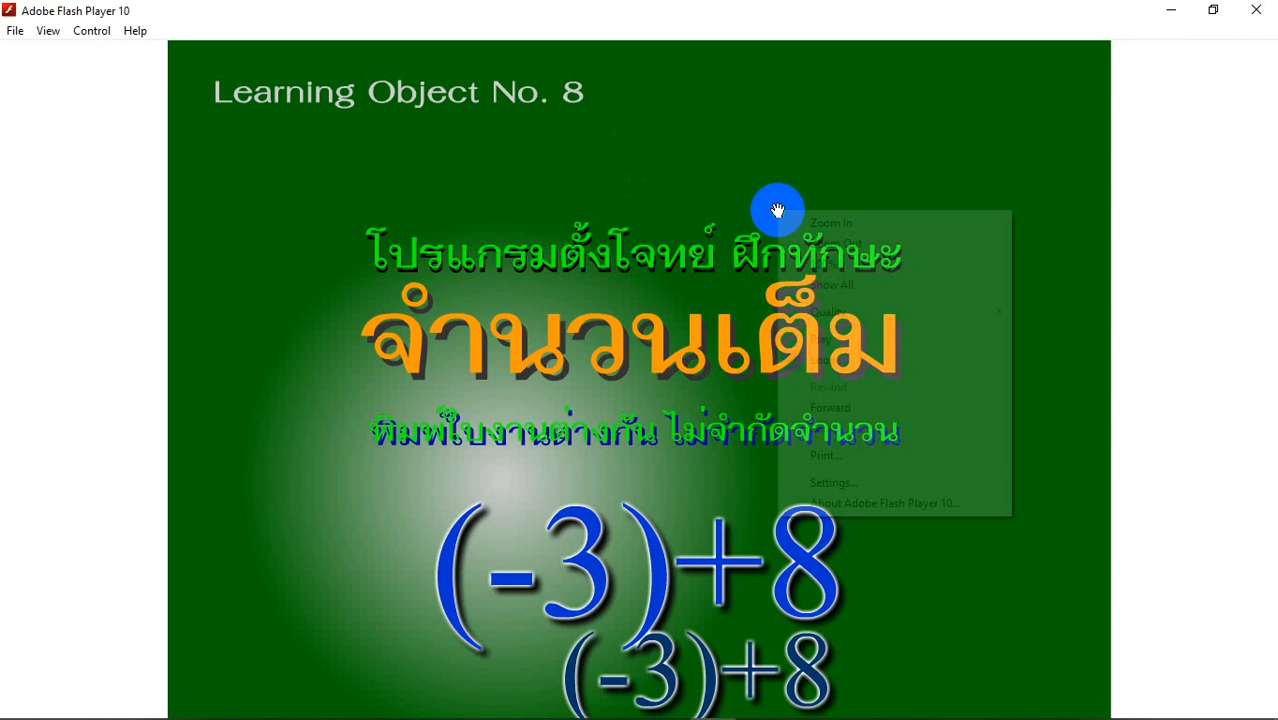 Adobe Flash Player 10
File View Control Help
Learning Object No. 8
โปรแกรมตั้งโจทย์ ฝึกทักษะ
จำนวนเต็ม
พิมพ์ใบงานต่างกัน ไม่จำกัดจำนวน
(-3)+8
(-3)+8
Zoom In
Zoom Out
Show All
Quality
Play
Rewind
Forward
Print...
Settings...
About Adobe Flash Player 10...